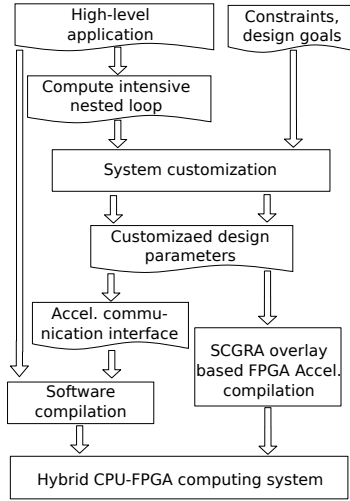 High-level
application
Constraints,
design goals
Compute intensive
nested loop
System customization
Customizaed design
parameters
Accel. commu-
nication interface
SCGRA overlay
based FPGA Accel.
compilation
Software
compilation
Hybrid CPU-FPGA computing system